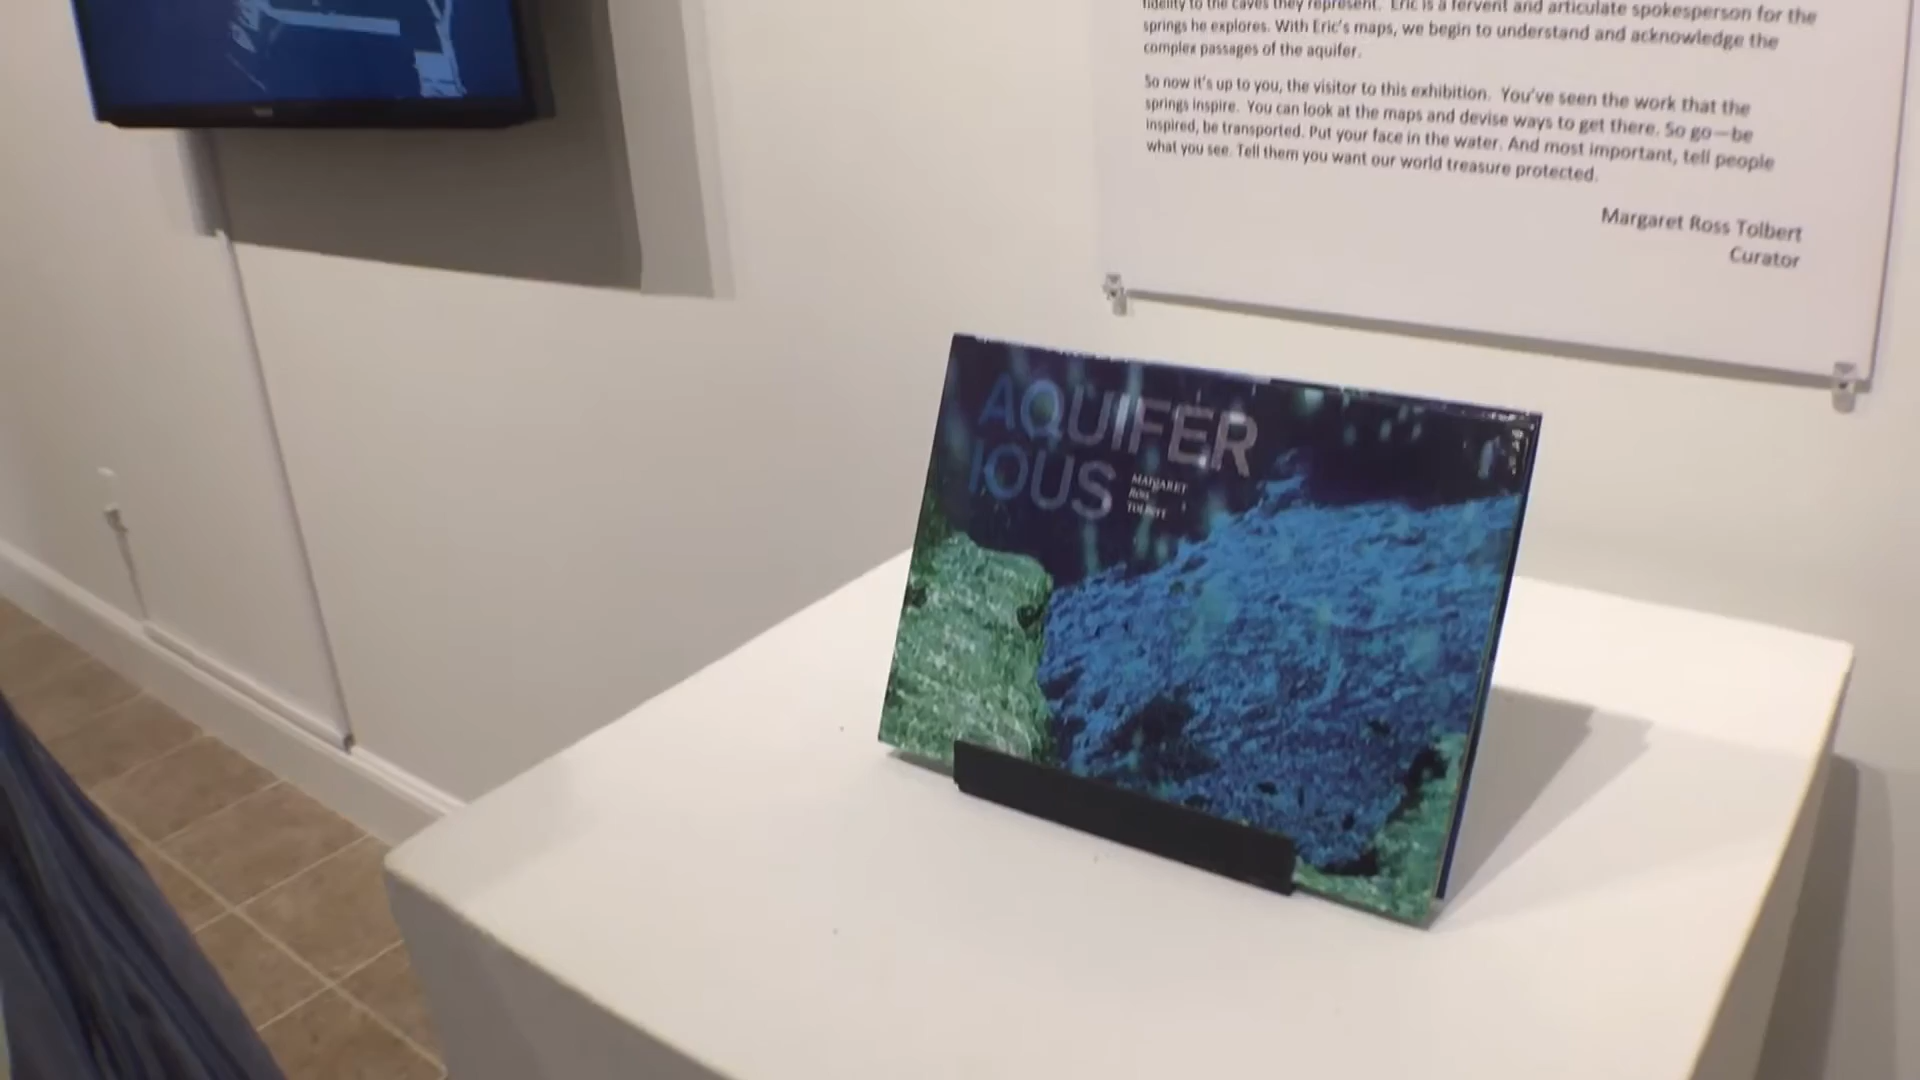 fidelity to the caves they represent. Eric is a fervent and articulate spokesperson for the
springs he explores. With Eric's maps, we begin to understand and acknowledge the
complex passages of the aquifer.
So now it's up to you, the visitor to this exhibition. You've seen the work that the
springs inspire. You can look at the maps and devise ways to get there. So go—be
inspired, be transported. Put your face in the water. And most important, tell people
what you see. Tell them you want our world treasure protected.
Margaret Ross Tolbert
Curator
AQUIFER
IOUS
MARGARET
ROSS
TOLBERT